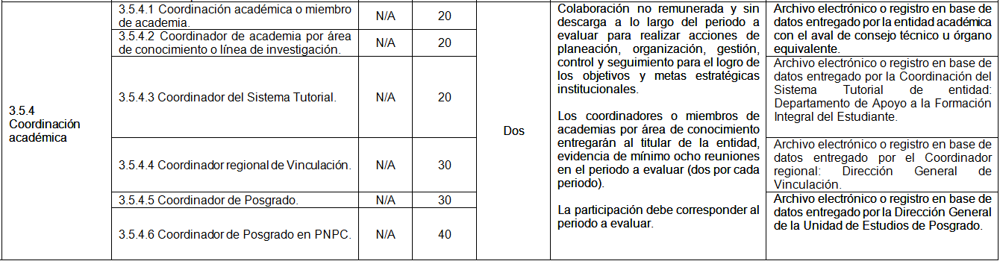 3.5.4
Coordinación
académica
3.5.4.1 Coordinación académica o miembro
de academia.
N/A
20
3.5.4.2 Coordinador de academia por área
de conocimiento o línea de investigación.
N/A
20
3.5.4.3 Coordinador del Sistema Tutorial.
N/A
20
3.5.4.4 Coordinador regional de Vinculación.
N/A
30
3.5.4.5 Coordinador de Posgrado.
N/A
30
3.5.4.6 Coordinador de Posgrado en PNPC.
N/A
40
Dos
Colaboración no remunerada y sin
descarga a lo largo del periodo a
evaluar para realizar acciones de
planeación, organización, gestión,
control y seguimiento para el logro de
los objetivos y metas estratégicas
institucionales.
Los coordinadores o miembros de
academias por área de conocimiento
entregarán al titular de la entidad,
evidencia de mínimo ocho reuniones
en el periodo a evaluar (dos por cada
periodo).
La participación debe corresponder al
periodo a evaluar.
Archivo electrónico o registro en base de
datos entregado por la entidad académica
con el aval de consejo técnico u órgano
equivalente.
Archivo electrónico o registro en base de
datos entregado por la Coordinación del
Sistema Tutorial de entidad:
Departamento de Apoyo a la Formación
Integral del Estudiante.
Archivo electrónico o registro en base de
datos entregado por el Coordinador
regional: Dirección General de
Vinculación.
Archivo electrónico o registro en base de
datos entregado por la Dirección General
de la Unidad de Estudios de Posgrado.